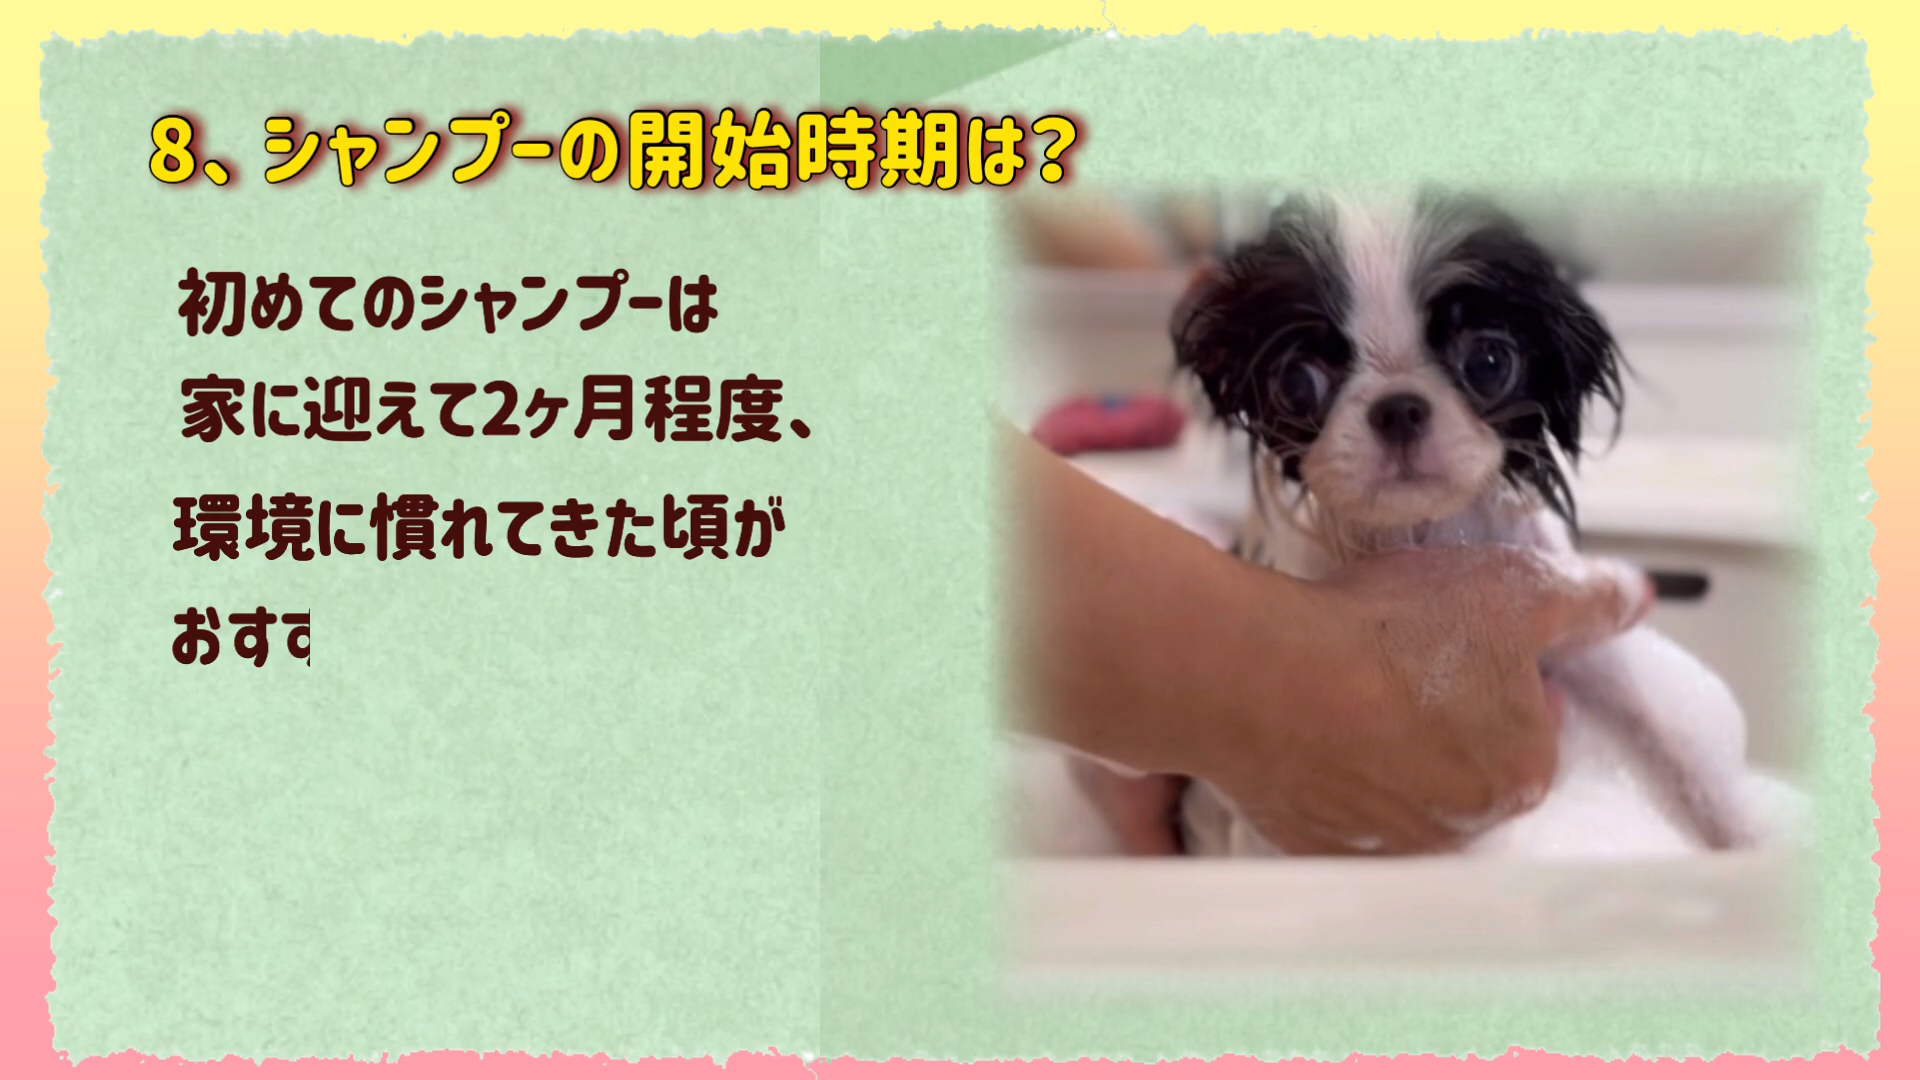 8、シャンプーの開始時期は?
初めてのシャンプーは
家に迎えて2ヶ月程度、
環境に慣れてきた頃が
おすす